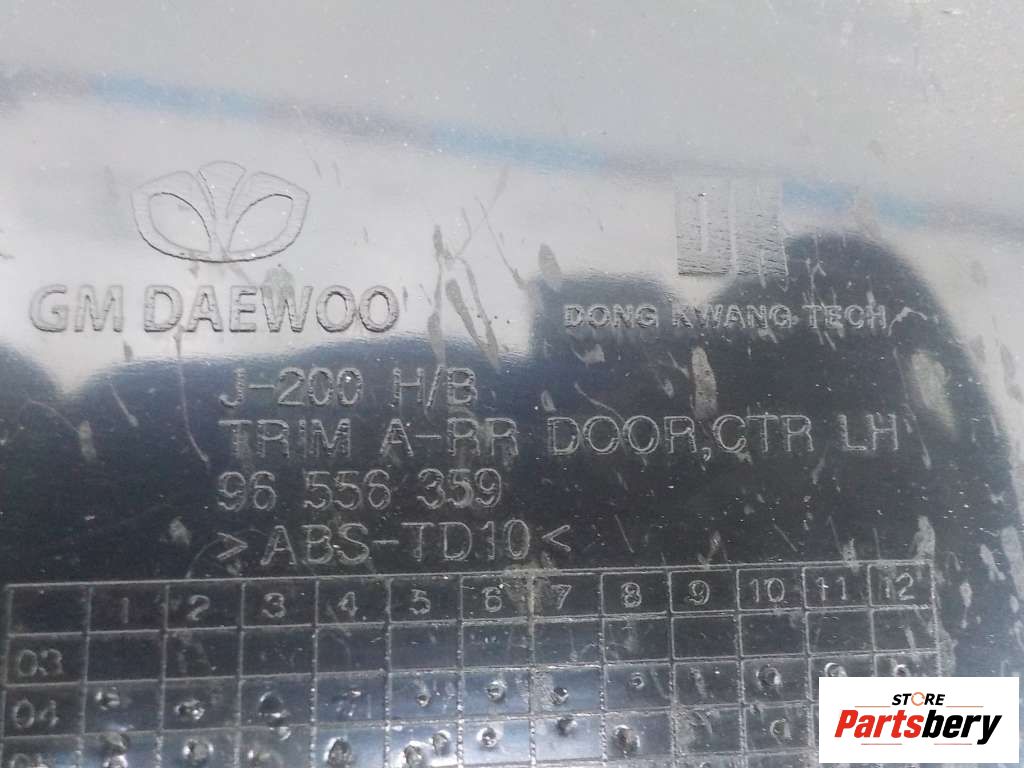 GM DAEWOO
DONG KWANG TECH
J-200 H/B
TRIM A-RR DOOR,CTR LH
96 556 359
>ABS-TD10<
1 2 3 4 5 6 7 8 9 10 11 12
03
04
STORE
Partsbery